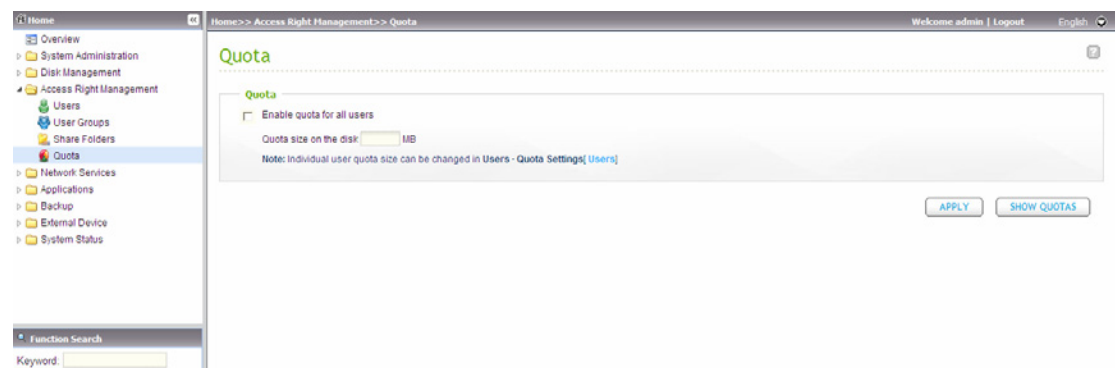 Home
Home>> Access Right Management>> Quota
Welcome admin | Logout
English
Overview
System Administration
Disk Management
Access Right Management
Users
User Groups
Share Folders
Quota
Network Services
Applications
Backup
External Device
System Status
Function Search
Keyword:
Quota
Quota
Enable quota for all users
Quota size on the disk: MB
Note: Individual user quota size can be changed in Users - Quota Settings[ Users]
APPLY
SHOW QUOTAS